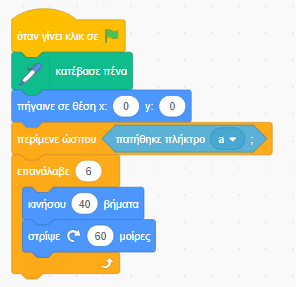 όταν γίνει κλικ σε
κατέβασε πένα
πήγαινε σε θέση x: 0 y: 0
περίμενε ώσπου πατήθηκε πλήκτρο a ;
επανάλαβε 6
κινήσου 40 βήματα
στρίψε 60 μοίρες